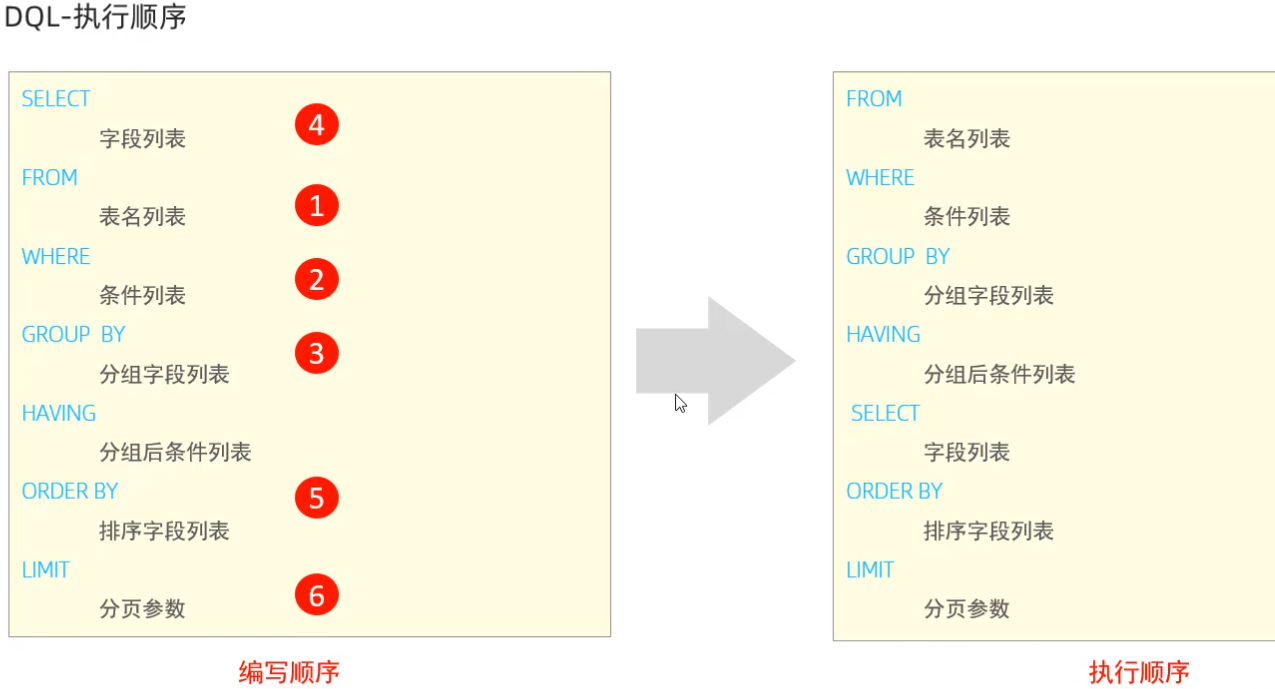 DQL-执行顺序
SELECT
字段列表
4
FROM
表名列表
1
WHERE
条件列表
2
GROUP BY
分组字段列表
3
HAVING
分组后条件列表
ORDER BY
排序字段列表
5
LIMIT
分页参数
6
编写顺序
FROM
表名列表
WHERE
条件列表
GROUP BY
分组字段列表
HAVING
分组后条件列表
SELECT
字段列表
ORDER BY
排序字段列表
LIMIT
分页参数
执行顺序